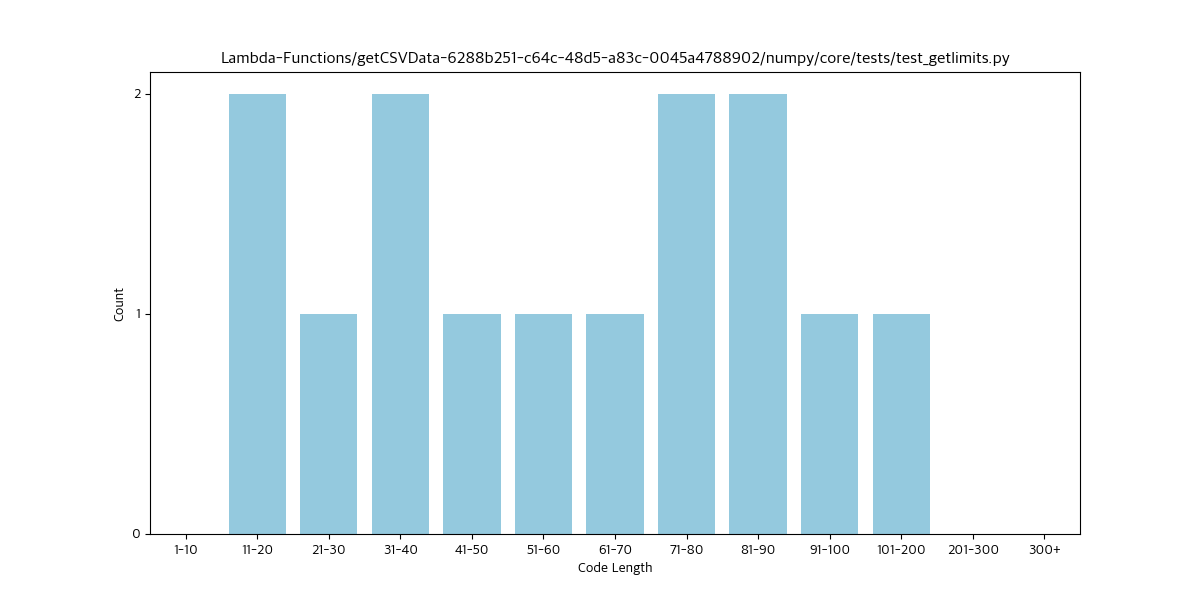 Lambda-Functions/getCSVData-6288b251-c64c-48d5-a83c-0045a4788902/numpy/core/tests/test_getlimits.py
2
1
0
Count
1-10 11-20 21-30 31-40 41-50 51-60 61-70 71-80 81-90 91-100 101-200 201-300 300+
Code Length